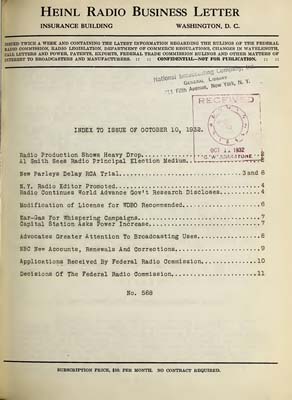 HEINL RADIO BUSINESS LETTER
INSURANCE BUILDING WASHINGTON, D. C.
ISSUED TWICE A WEEK AND CONTAINING THE LATEST INFORMATION REGARDING THE RULINGS OF THE FEDERAL
RADIO COMMISSION, RADIO LEGISLATION, DEPARTMENT OF COMMERCE REGULATIONS, CHANGES IN WAVELENGTH,
CALL LETTERS AND POWER, PATENTS, REPORTS, FEDERAL TRADE COMMISSION RULINGS AND OTHER MATTERS OF
INTEREST TO BROADCASTERS AND MANUFACTURERS. :: :: CONFIDENTIAL—NOT FOR PUBLICATION. :: ::
National Broadcasting Company, Inc.
GENERAL LIBRARY
711 Fifth Avenue, New York, N. Y.
RECEIVED
OCT 11 1932
INDEX TO ISSUE OF OCTOBER 10, 1932.
Radio Production Shows Heavy Drop....2
Al Smith Sees Radio Principal Election Medium....2
New Parleys Delay RCA Trial....3 and 8
N.Y. Radio Editor Promoted....4
Radio Continues World Advance Gov't Research Discloses....4
Modification of License for WDBO Recommended....6
Ear-Gas For Whispering Campaigns....7
Capital Station Asks Power Increase....7
Advocates Greater Attention To Broadcasting Uses....8
NBC New Accounts, Renewals And Corrections....9
Applications Received By Federal Radio Commission....10
Decisions Of The Federal Radio Commission....11
No. 568
SUBSCRIPTION PRICE, $10. PER MONTH. NO CONTRACT REQUIRED.